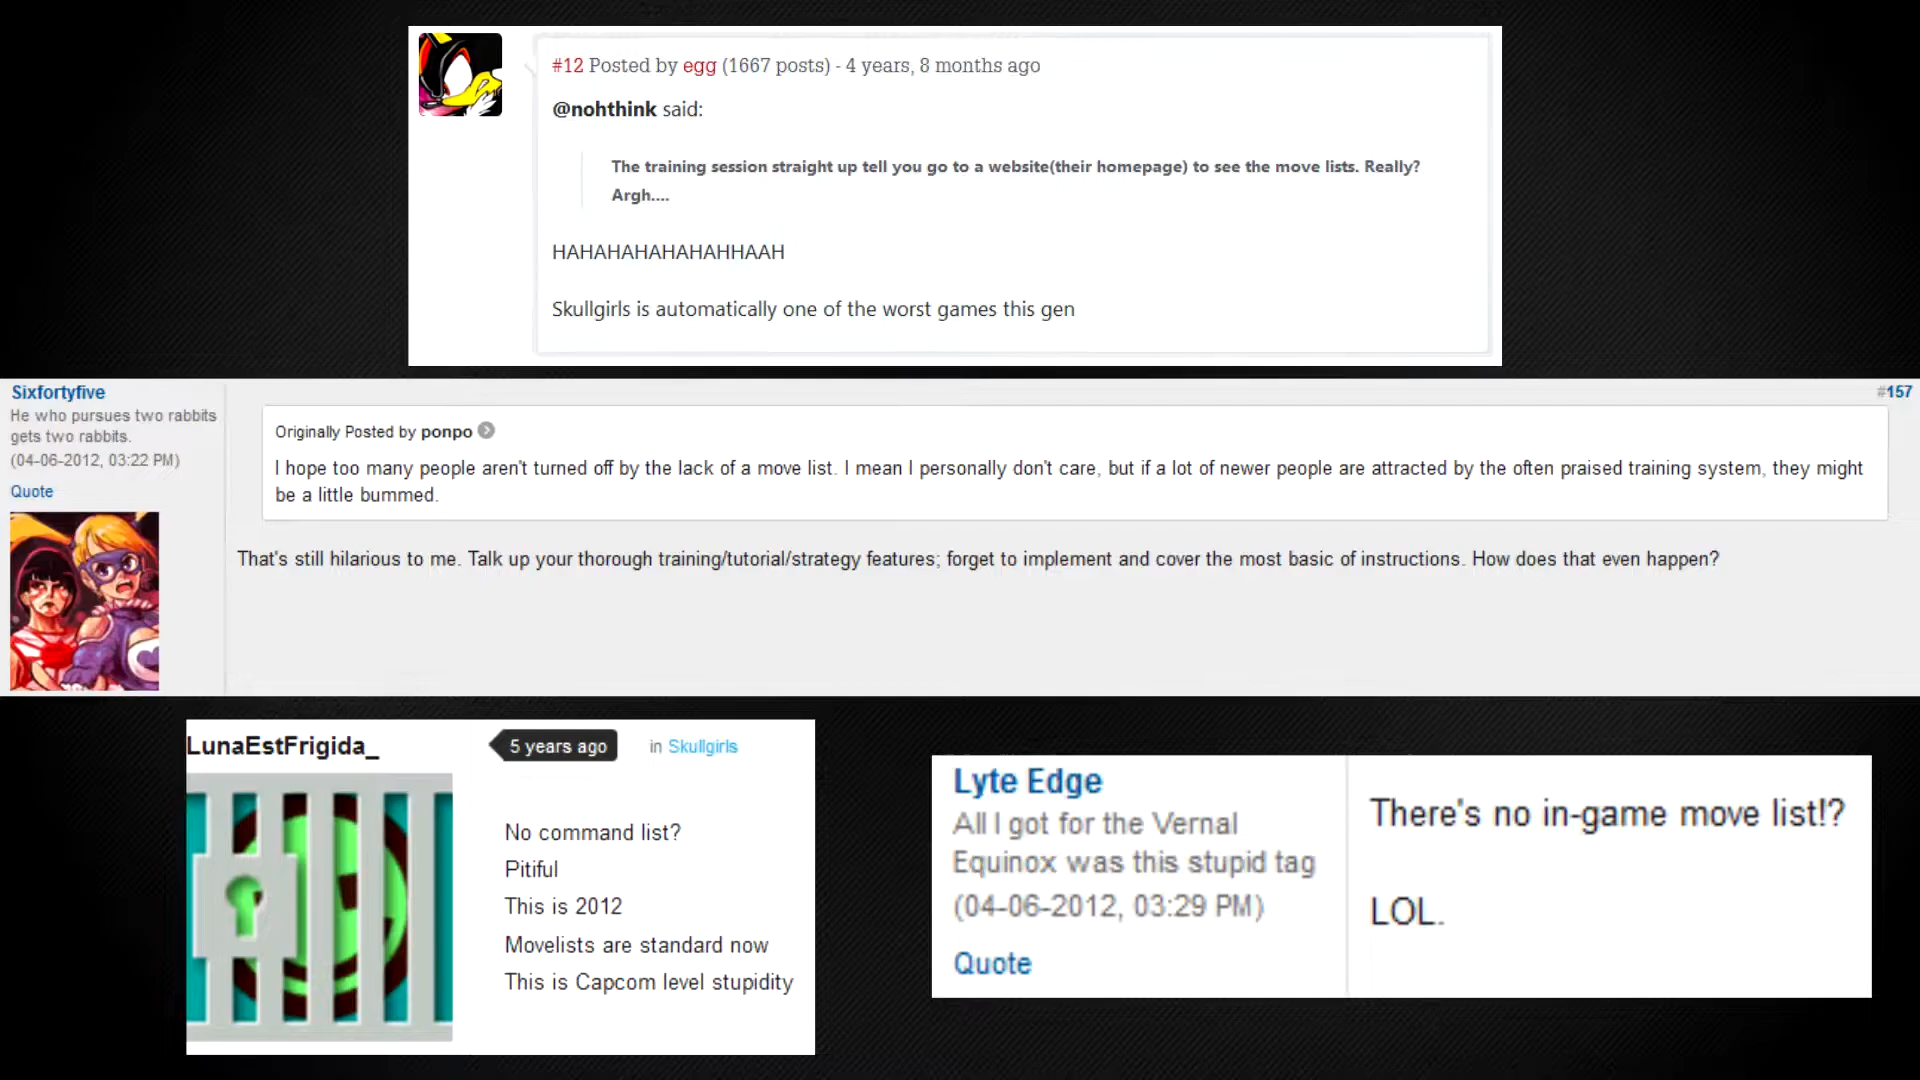 #12 Posted by egg (1667 posts) - 4 years, 8 months ago
@nohthink said:
The training session straight up tell you go to a website(their homepage) to see the move lists. Really?
Argh....
HAHAHAHAHAHAHHAAH
Skullgirls is automatically one of the worst games this gen
Sixfortyfive
He who pursues two rabbits
gets two rabbits.
(04-06-2012, 03:22 PM)
Quote
#157
Originally Posted by ponpo
I hope too many people aren't turned off by the lack of a move list. I mean I personally don't care, but if a lot of newer people are attracted by the often praised training system, they might
be a little bummed.
That's still hilarious to me. Talk up your thorough training/tutorial/strategy features; forget to implement and cover the most basic of instructions. How does that even happen?
LunaEstFrigida_
5 years ago in Skullgirls
No command list?
Pitiful
This is 2012
Movelists are standard now
This is Capcom level stupidity
Lyte Edge
All I got for the Vernal
Equinox was this stupid tag
(04-06-2012, 03:29 PM)
Quote
There's no in-game move list!?
LOL.